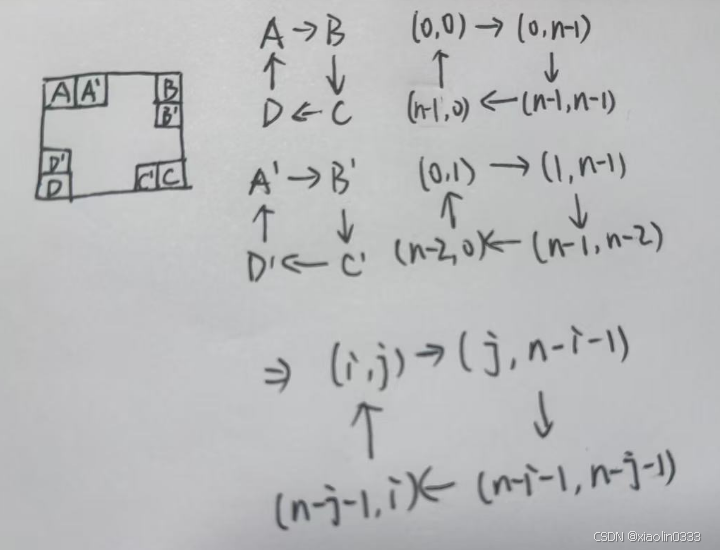 A → B (0,0) → (0,n-1)
↑ ↓ ↑ ↓
D ← C (n-1,0) ← (n-1,n-1)
A A' B
B'
D' C' C
D
A' → B' (0,1) → (1,n-1)
↑ ↓ ↑ ↓
D' ← C' (n-2,0) ← (n-1,n-2)
⇒ (i,j) → (j,n-i-1)
↑ ↓
(n-j-1,i) ← (n-i-1,n-j-1)
CSDN @xiaolin0333